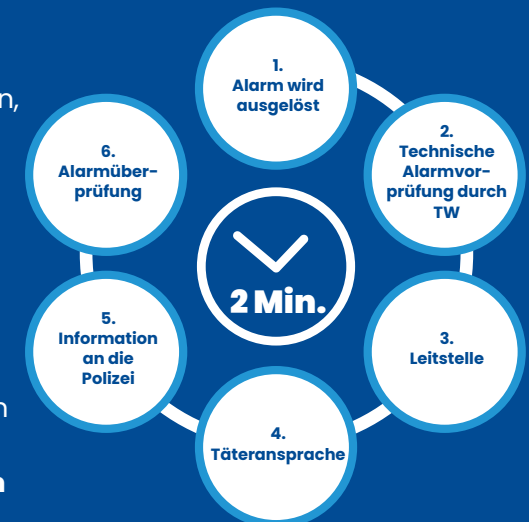 1.
Alarm wird
ausgelöst
2.
Technische
Alarmvor-
prüfung durch
TW
3.
Leitstelle
4.
Täteransprache
5.
Information
an die
Polizei
6.
Alarmüber-
prüfung
2 Min.
n,
n
n